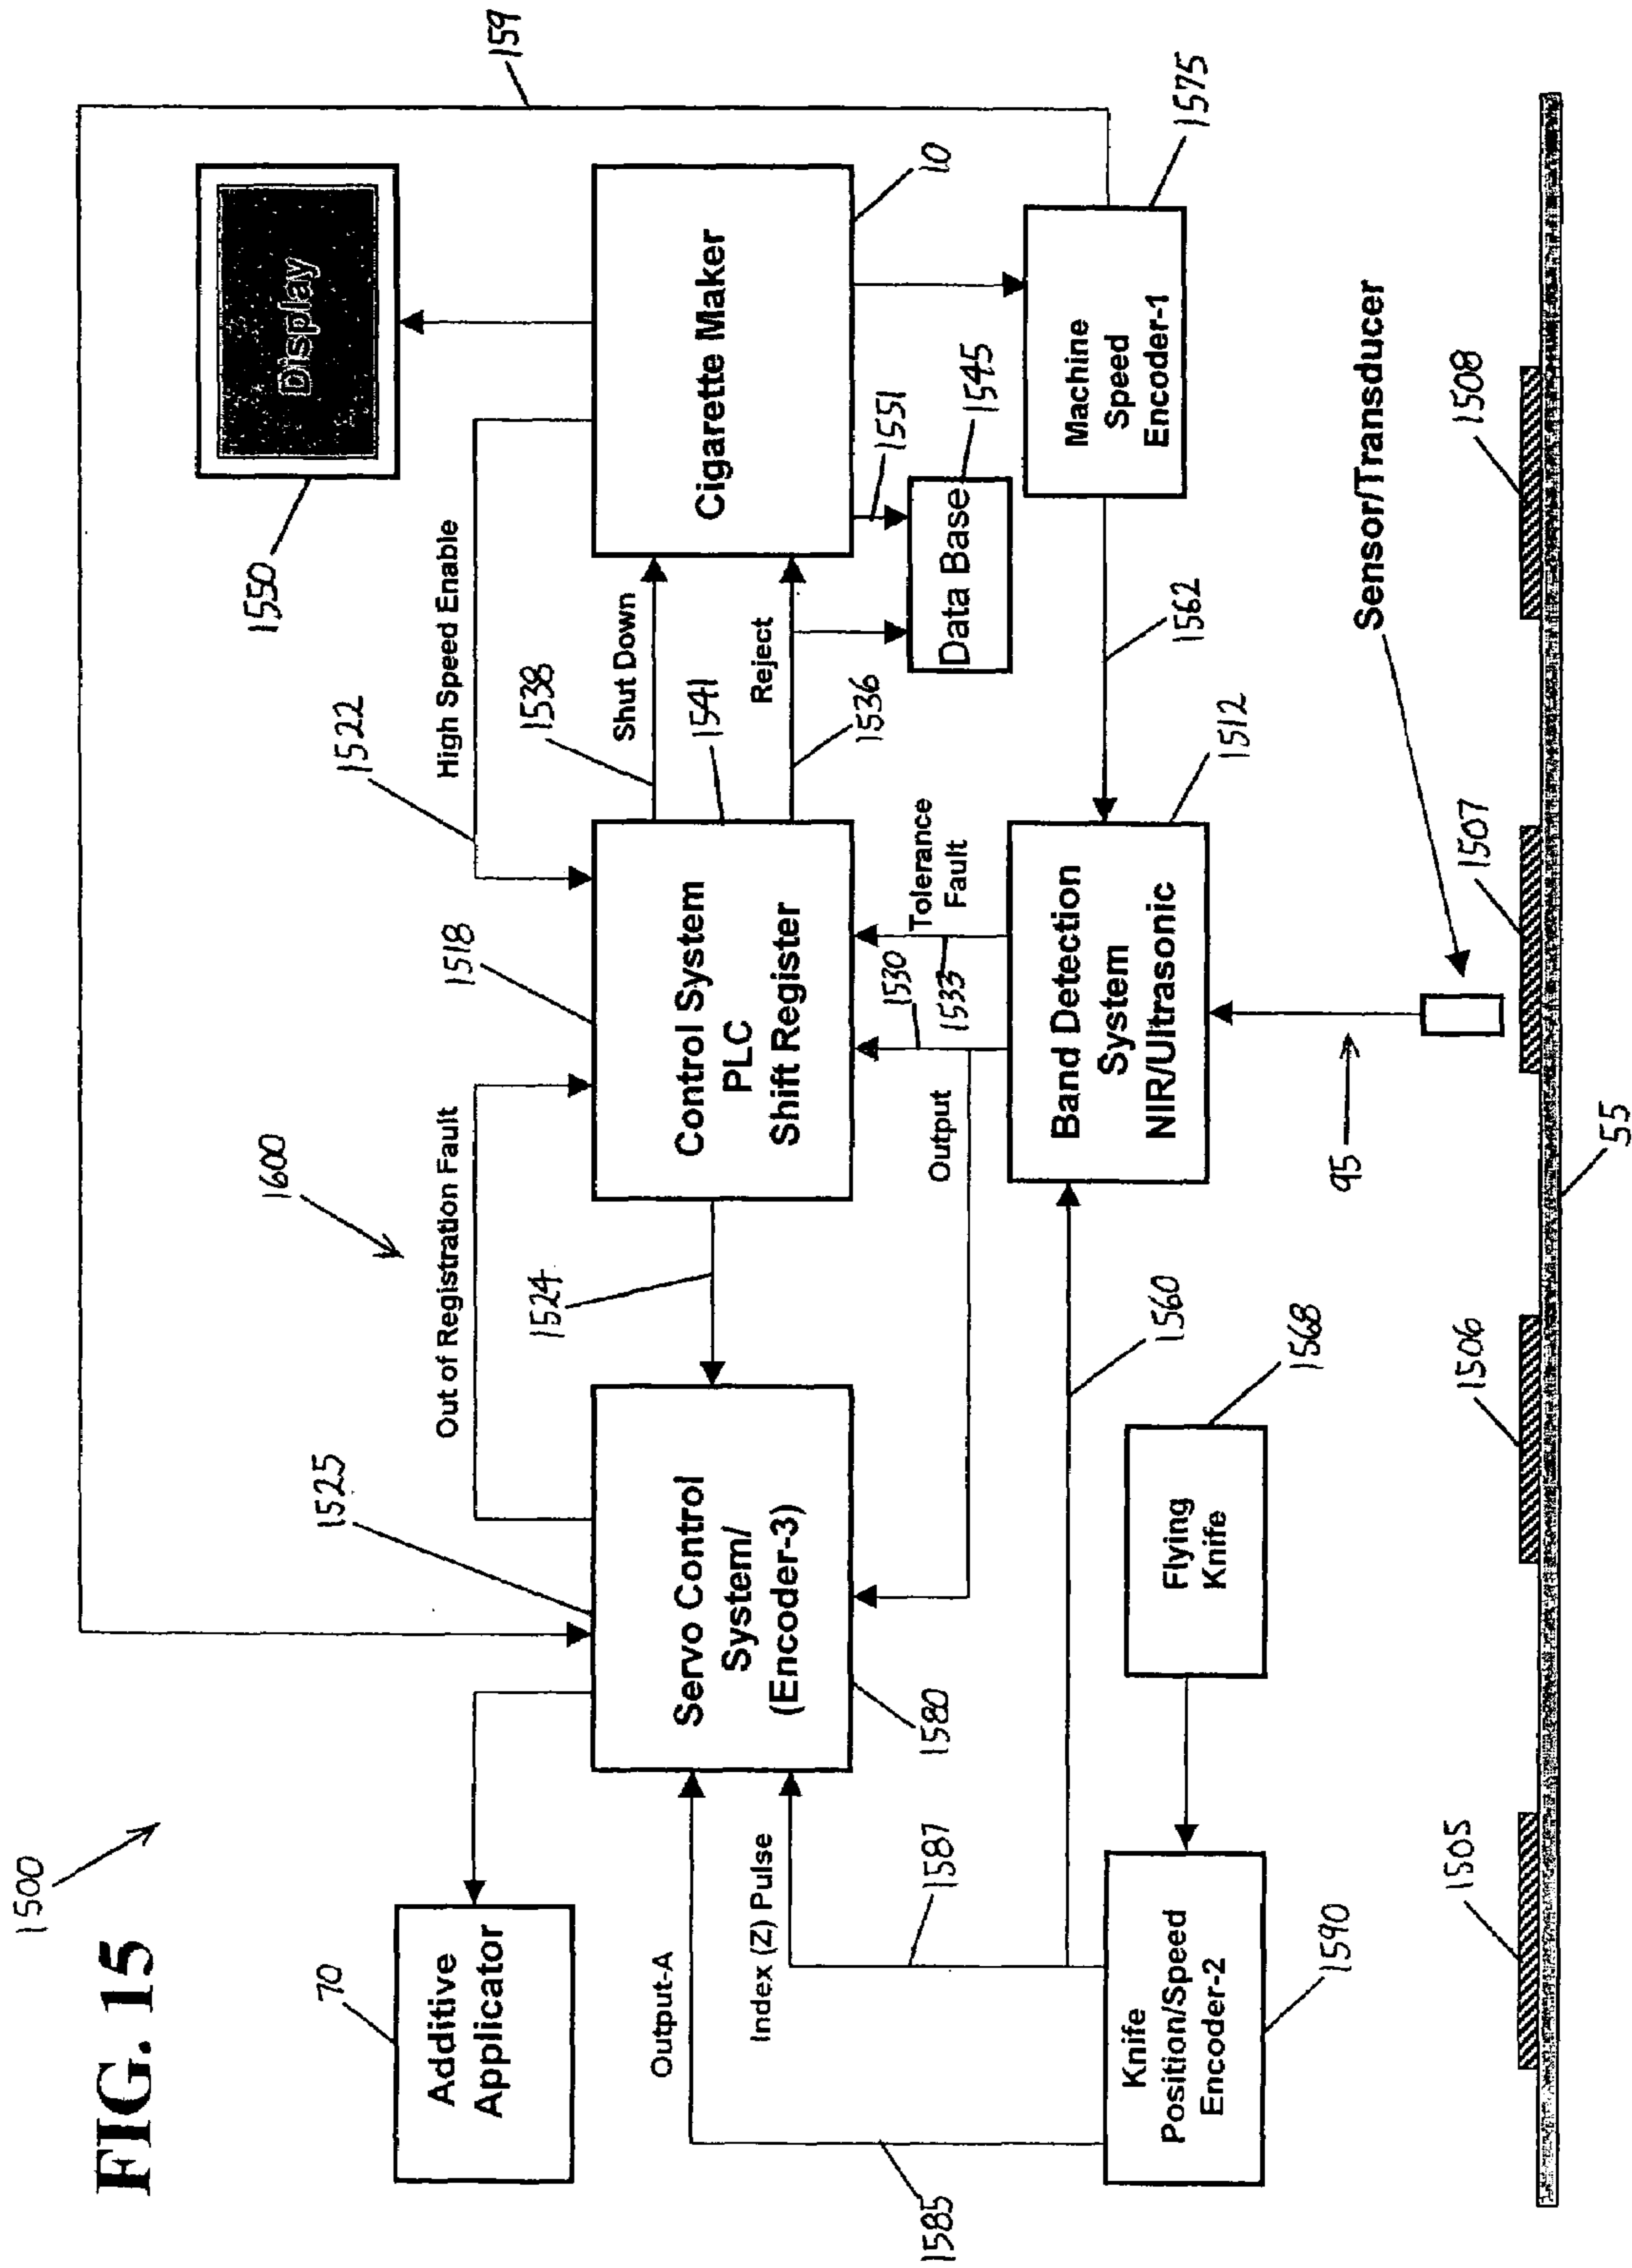 FIG. 15
1500
70
Additive
Applicator
1525
1600
1518
1522
1550
Display
159
Out of Registration Fault
High Speed Enable
Servo Control
System/
(Encoder-3)
1580
1524
Control System
PLC
Shift Register
1538
Shut Down
1541
Reject
1536
Cigarette Maker
10
Output-A
Index (Z) Pulse
1585
1587
Output
1530
1533
Tolerance
Fault
1551
Data Base
1545
Knife
Position/Speed
Encoder-2
1590
Flying
Knife
1568
1560
Band Detection
System
NIR/Ultrasonic
1512
1562
Machine
Speed
Encoder-1
1575
95
Sensor/Transducer
1505
1506
1507
1508
55